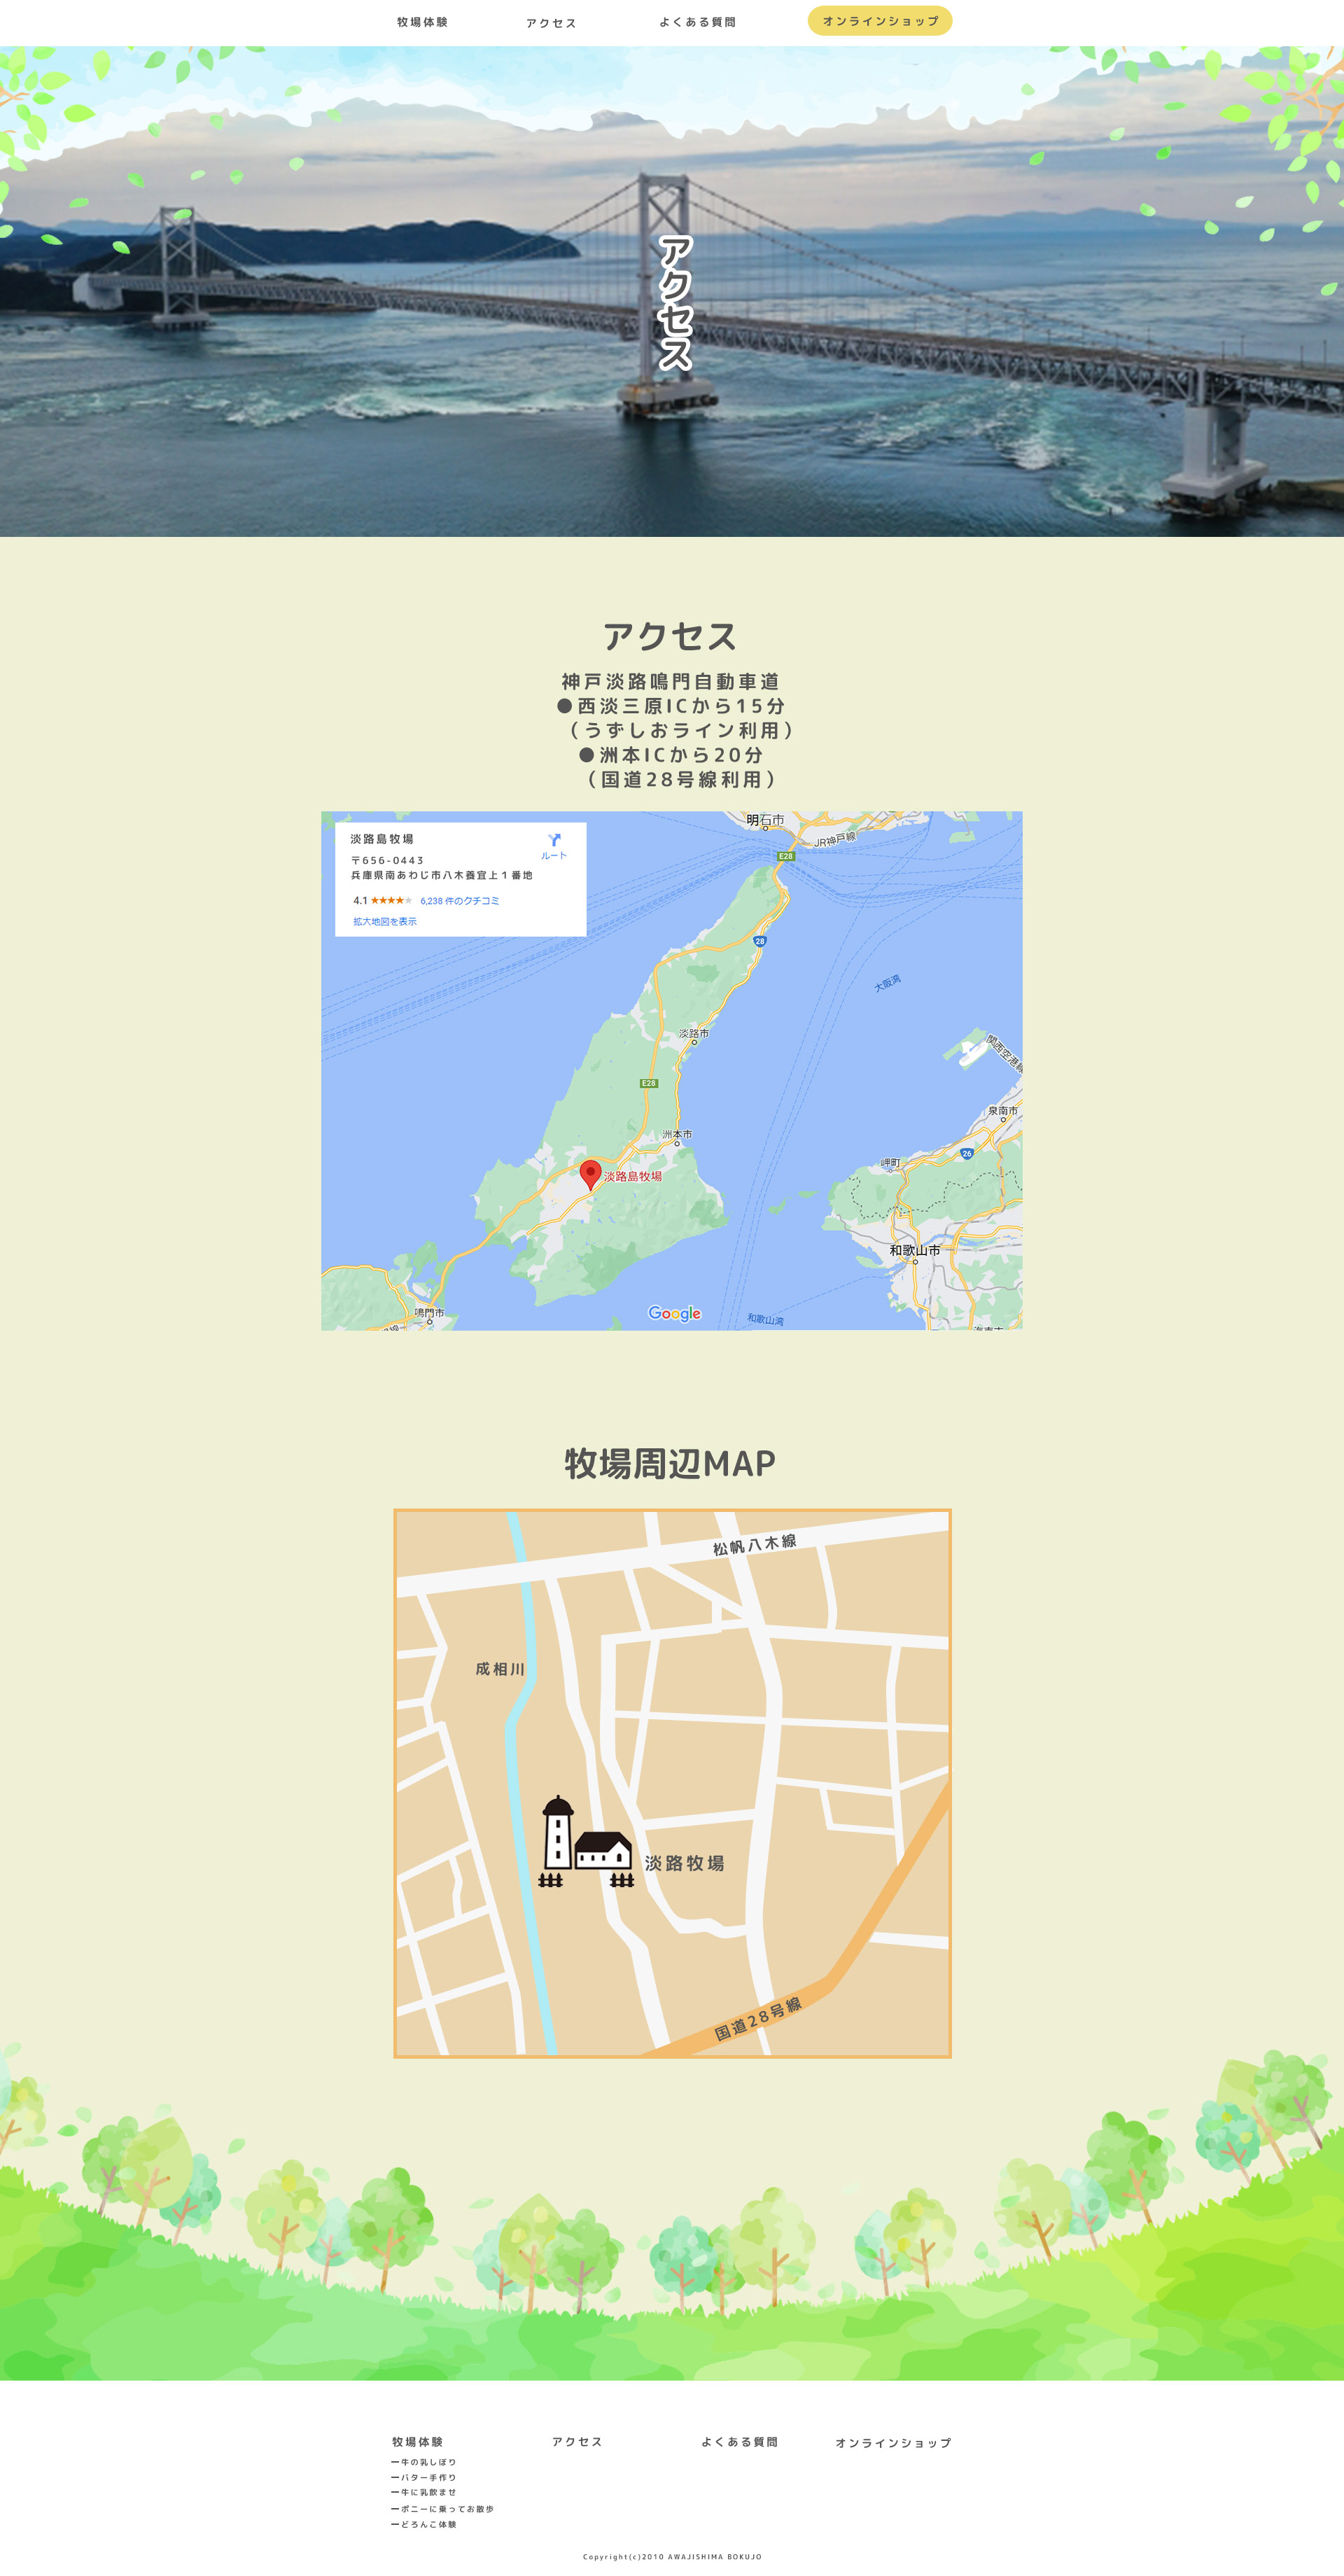 牧場体験
アクセス
よくある質問
オンラインショップ
アクセス
アクセス
神戸淡路鳴門自動車道
●西淡三原ICから15分
（うずしおライン利用）
●洲本ICから20分
（国道28号線利用）
淡路島牧場
〒656-0443
兵庫県南あわじ市八木養宜上１番地
ルート
4.1 ★★★★★ 6,238 件のクチコミ
拡大地図を表示
明石市
JR神戸線
E28
28
大阪湾
淡路市
関西空港線
E28
泉南市
洲本市
26
岬町
淡路島牧場
和歌山市
鳴門市
Google
和歌山湾
牧場周辺MAP
松帆八木線
成相川
淡路牧場
国道28号線
牧場体験
ー牛の乳しぼり
ーバター手作り
ー牛に乳飲ませ
ーポニーに乗ってお散歩
ーどろんこ体験
アクセス
よくある質問
オンラインショップ
Copyright(c)2010 AWAJISHIMA BOKUJO